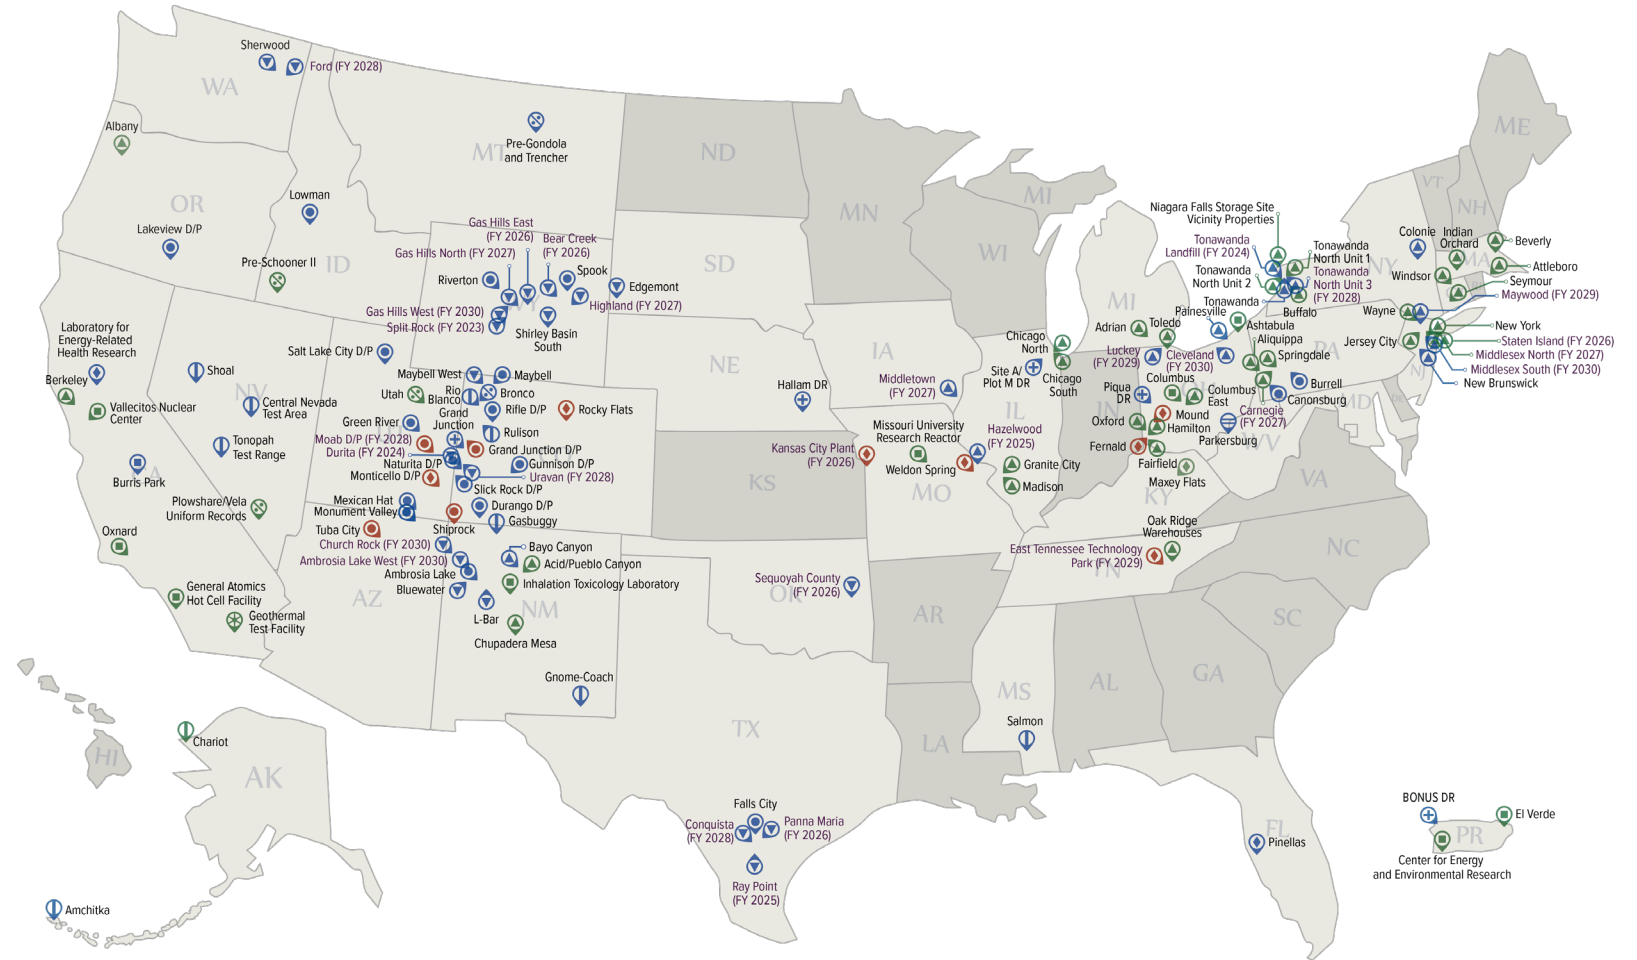 Sherwood
Ford (FY 2028)
WA
Albany
OR
Lakeview D/P
Lowman
Pre-Schooner II
ID
Pre-Gondola
and Trencher
MT
ND
MN
SD
WI
MI
MI
ME
VT
NH
MA
NY
Gas Hills East
(FY 2026)
Gas Hills North (FY 2027)
Bear Creek
(FY 2026)
Riverton
Spook
Edgemont
Highland (FY 2027)
Gas Hills West (FY 2030)
Split Rock (FY 2023)
WY
Shirley Basin
South
Laboratory for
Energy-Related
Health Research
Berkeley
Vallecitos Nuclear
Center
Shoal
NV
Central Nevada
Test Area
Tonopah
Test Range
Burris Park
CA
Plowshare/Vela
Uniform Records
Oxnard
General Atomics
Hot Cell Facility
Geothermal
Test Facility
Salt Lake City D/P
Maybell West
Maybell
Utah
Rio
Blanco
Bronco
Rifle D/P
Rocky Flats
Green River
Grand
Junction
Rulison
Moab D/P (FY 2028)
Durita (FY 2024)
Grand Junction D/P
Naturita D/P
Gunnison D/P
Monticello D/P
Uravan (FY 2028)
Slick Rock D/P
Mexican Hat
Monument Valley
Durango D/P
Gasbuggy
Tuba City
Shiprock
Church Rock (FY 2030)
Bayo Canyon
Ambrosia Lake West (FY 2030)
Acid/Pueblo Canyon
Ambrosia Lake
Bluewater
Inhalation Toxicology Laboratory
AZ
L-Bar
NM
Chupadera Mesa
Gnome-Coach
NE
IA
Hallam DR
KS
MO
Middletown
(FY 2027)
Missouri University
Research Reactor
Kansas City Plant
(FY 2026)
Weldon Spring
Hazelwood
(FY 2025)
IL
Granite City
Madison
Site A/
Plot M DR
Chicago
North
Chicago
South
IN
Sequoyah County
(FY 2026)
OK
AR
TX
LA
MS
Salmon
AL
GA
SC
NC
VA
KY
TN
Oak Ridge
Warehouses
East Tennessee Technology
Park (FY 2029)
Adrian
Toledo
Luckey
(FY 2029)
Cleveland
(FY 2030)
Piqua
DR
Columbus
Columbus
East
Oxford
Mound
Hamilton
Fernald
Fairfield
Maxey Flats
Parkersburg
WV
Carnegie
(FY 2027)
Canonsburg
Burrell
Springdale
Aliquippa
Ashtabula
Painesville
PA
Niagara Falls Storage Site
Vicinity Properties
Tonawanda
Landfill (FY 2024)
Tonawanda
North Unit 1
Tonawanda
North Unit 2
Tonawanda
North Unit 3
(FY 2028)
Tonawanda
Buffalo
Colonie
Indian
Orchard
Beverly
Attleboro
Windsor
Seymour
Maywood (FY 2029)
Wayne
New York
Jersey City
Staten Island (FY 2026)
Middlesex North (FY 2027)
Middlesex South (FY 2030)
New Brunswick
NJ
MD
FL
Pinellas
Falls City
Conquista
(FY 2028)
Panna Maria
(FY 2026)
Ray Point
(FY 2025)
HI
Chariot
AK
Amchitka
BONUS DR
El Verde
PR
Center for Energy
and Environmental Research